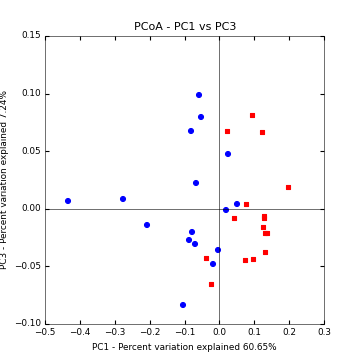 PCoA - PC1 vs PC3
0.15
0.10
0.05
0.00
−0.05
−0.10
PC3 - Percent variation explained 7.24%
−0.5 −0.4 −0.3 −0.2 −0.1 0.0 0.1 0.2 0.3
PC1 - Percent variation explained 60.65%